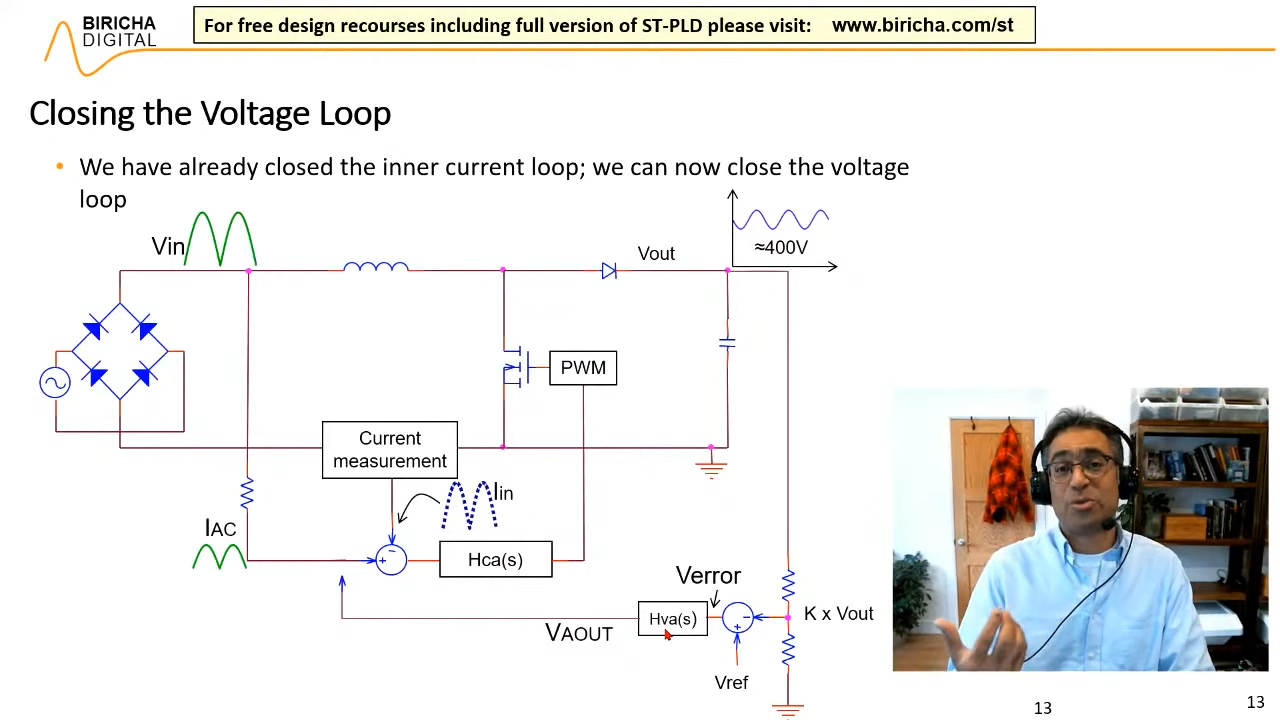 BIRICHA
DIGITAL
For free design recourses including full version of ST-PLD please visit: www.biricha.com/st
Closing the Voltage Loop
• We have already closed the inner current loop; we can now close the voltage
loop
Vin
Vout
≈400V
PWM
Current
measurement
Iin
IAC
Hca(s)
Verror
Hva(s)
K x Vout
VAOUT
Vref
13
13